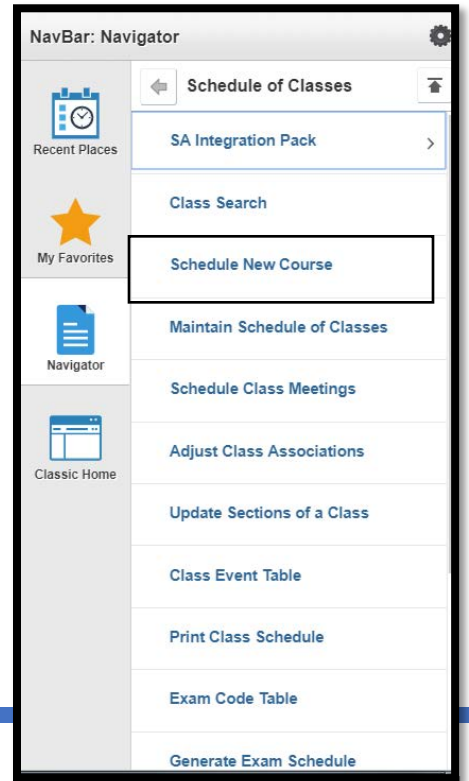 NavBar: Navigator
Recent Places
My Favorites
Navigator
Classic Home
Schedule of Classes
SA Integration Pack
Class Search
Schedule New Course
Maintain Schedule of Classes
Schedule Class Meetings
Adjust Class Associations
Update Sections of a Class
Class Event Table
Print Class Schedule
Exam Code Table
Generate Exam Schedule